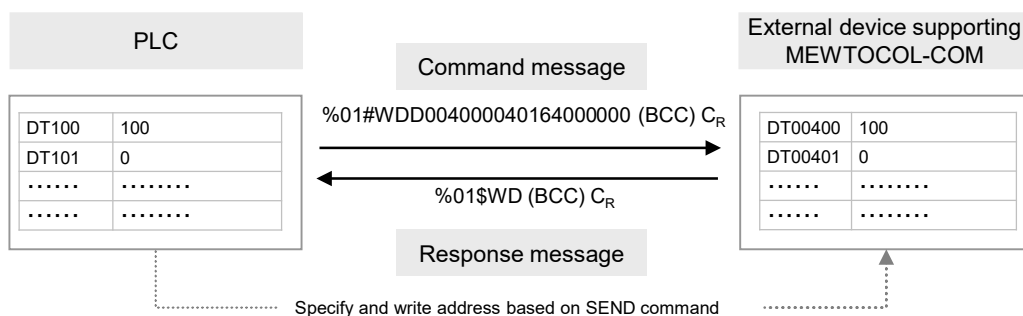 PLC
External device supporting
MEWTOCOL-COM
Command message
%01#WDD004000040164000000 (BCC) CR
DT100 100
DT101 0
...... ........
...... ........
DT00400 100
DT00401 0
...... ........
...... ........
%01$WD (BCC) CR
Response message
Specify and write address based on SEND command